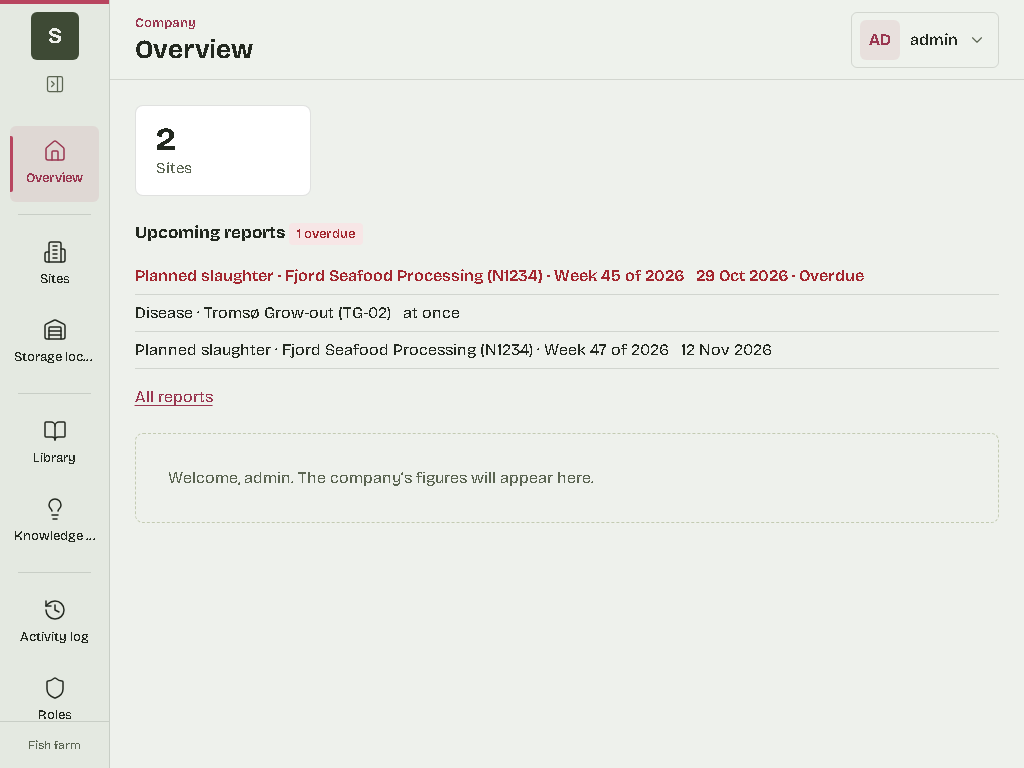 S
Company
Overview
AD admin
Overview
Sites
Storage loc...
Library
Knowledge ...
Activity log
Roles
Fish farm
2
Sites
Upcoming reports 1 overdue
Planned slaughter · Fjord Seafood Processing (N1234) · Week 45 of 2026 29 Oct 2026 · Overdue
Disease · Tromsø Grow-out (TG-02) at once
Planned slaughter · Fjord Seafood Processing (N1234) · Week 47 of 2026 12 Nov 2026
All reports
Welcome, admin. The company's figures will appear here.